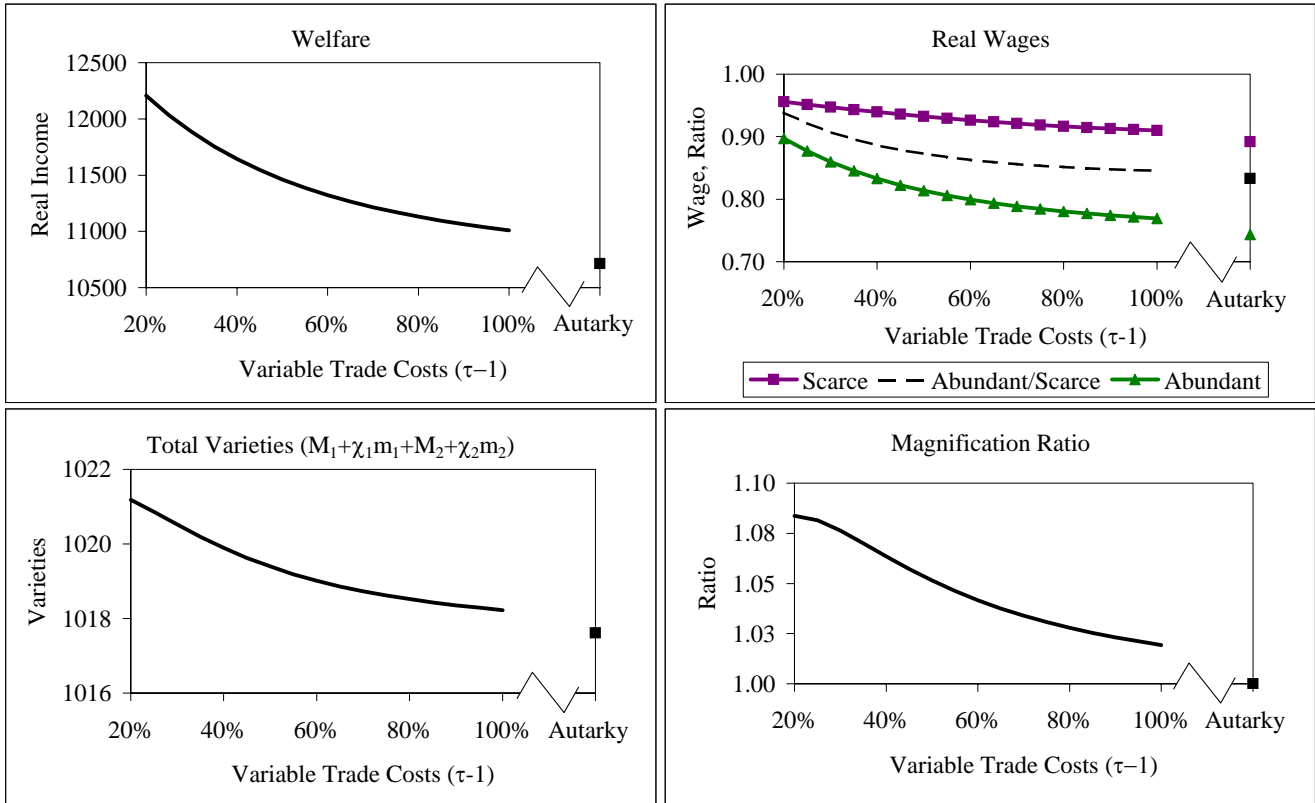 Welfare
12500
12000
11500
11000
10500
Real Income
20% 40% 60% 80% 100% Autarky
Variable Trade Costs (τ−1)
Real Wages
1.00
0.90
0.80
0.70
Wage, Ratio
20% 40% 60% 80% 100% Autarky
Variable Trade Costs (τ-1)
Scarce Abundant/Scarce Abundant
Total Varieties (M₁+χ₁m₁+M₂+χ₂m₂)
1022
1020
1018
1016
Varieties
20% 40% 60% 80% 100% Autarky
Variable Trade Costs (τ-1)
Magnification Ratio
1.10
1.08
1.05
1.03
1.00
Ratio
20% 40% 60% 80% 100% Autarky
Variable Trade Costs (τ−1)